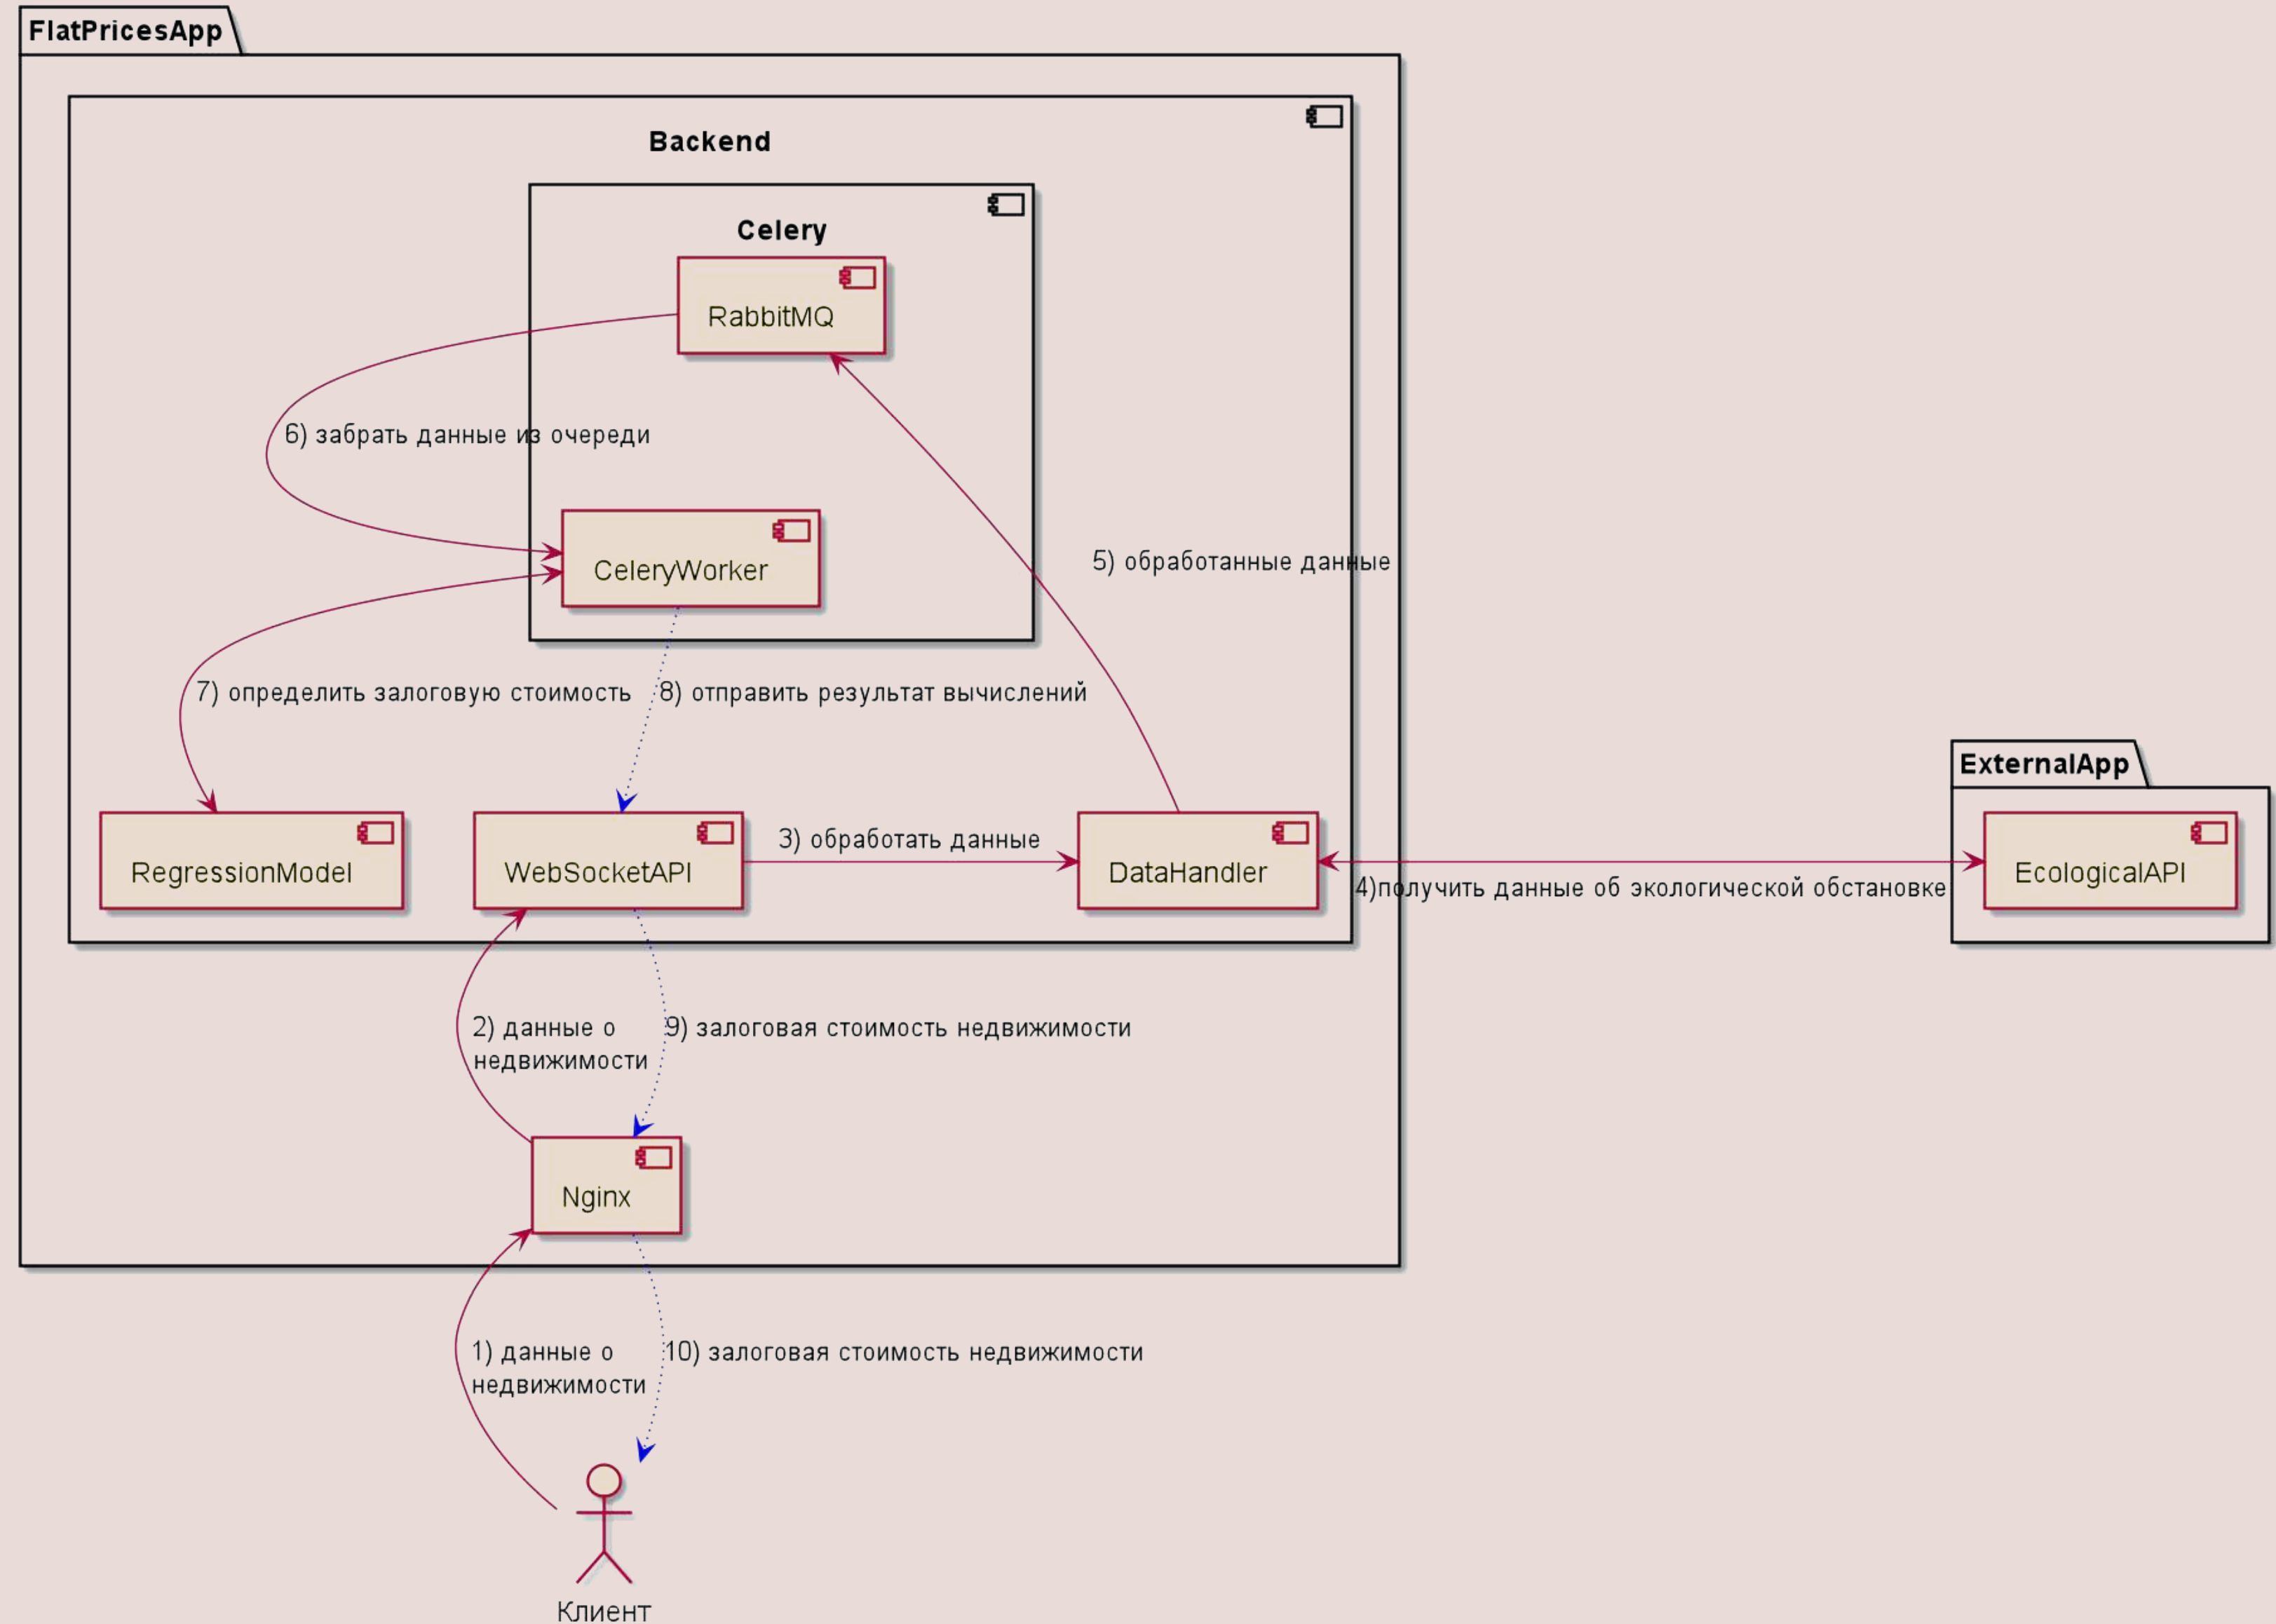 FlatPricesApp
Backend
Celery
RabbitMQ
6) забрать данные из очереди
CeleryWorker
5) обработанные данные
7) определить залоговую стоимость
8) отправить результат вычислений
ExternalApp
RegressionModel
WebSocketAPI
3) обработать данные
DataHandler
4)получить данные об экологической обстановке
EcologicalAPI
2) данные о
недвижимости
9) залоговая стоимость недвижимости
Nginx
1) данные о
недвижимости
10) залоговая стоимость недвижимости
Клиент